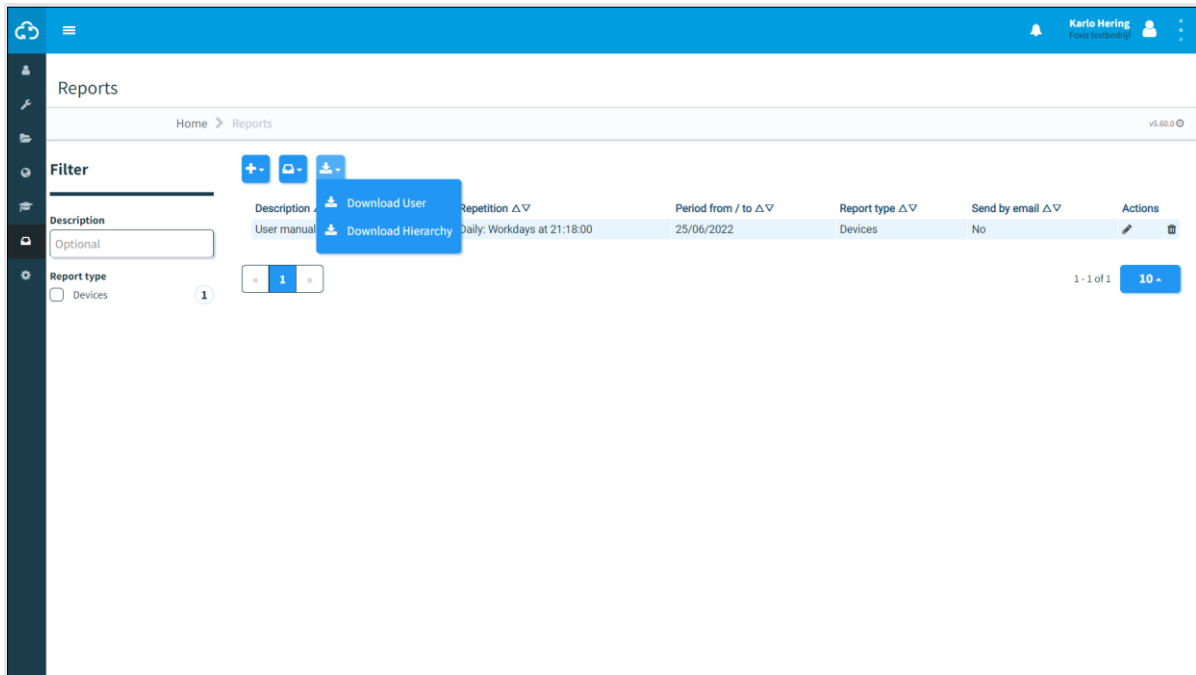 Karlo Hering
Foxiz testbedrijf
Reports
Home Reports
v5.60.0
Filter
Description
Optional
Report type
Devices 1
Download User
Download Hierarchy
Description Repetition △▽ Period from / to △▽ Report type △▽ Send by email △▽ Actions
User manual Daily: Workdays at 21:18:00 25/06/2022 Devices No
« 1 »
1 - 1 of 1
10